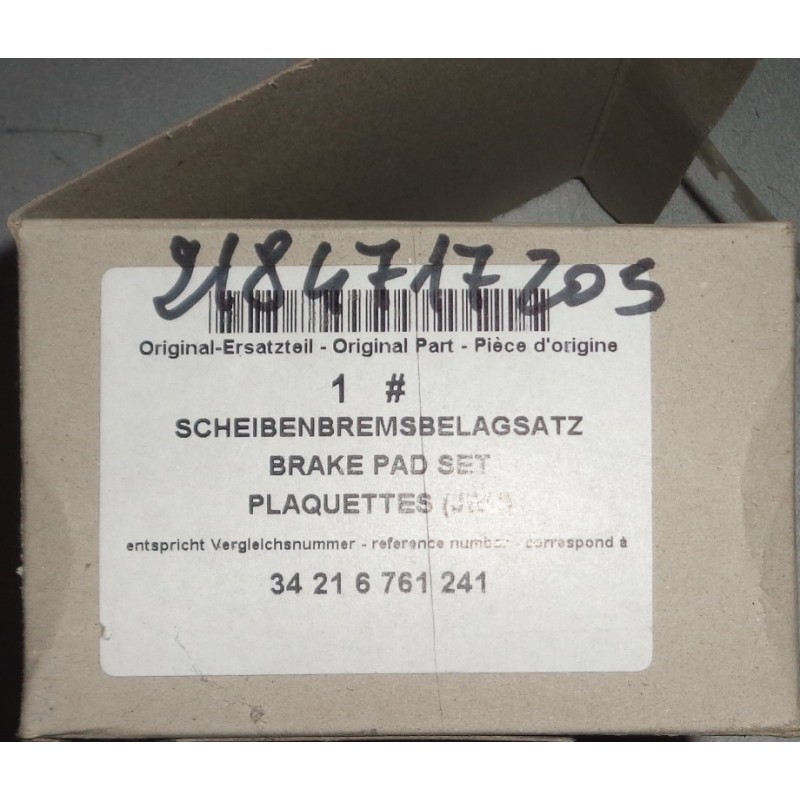 2184717205
Original-Ersatzteil - Original Part - Pièce d'origine
1 #
SCHEIBENBREMSBELAGSATZ
BRAKE PAD SET
PLAQUETTES
entspricht Vergleichsnummer - reference number - correspond à
34 21 6 761 241